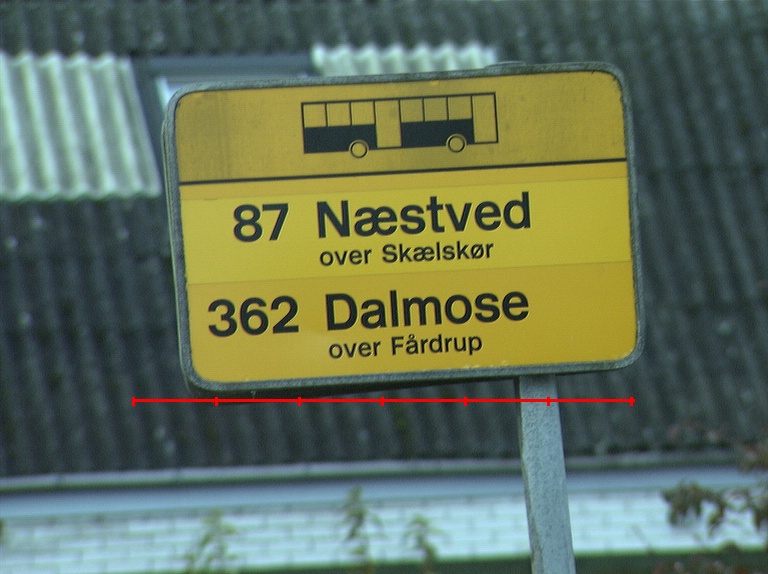 87 Næstved
over Skælskør
362 Dalmose
over Fårdrup